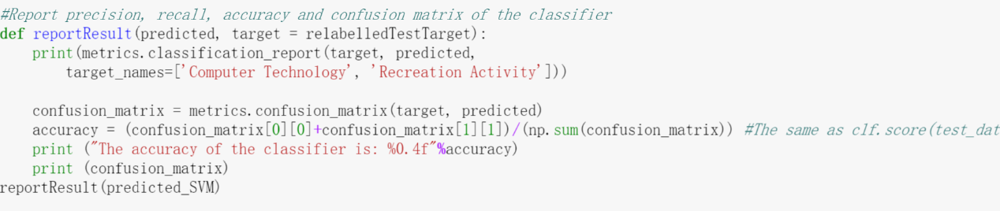 #Report precision, recall, accuracy and confusion matrix of the classifier
def reportResult(predicted, target = relabelledTestTarget):
    print(metrics.classification_report(target, predicted,
        target_names=['Computer Technology', 'Recreation Activity']))
    confusion_matrix = metrics.confusion_matrix(target, predicted)
    accuracy = (confusion_matrix[0][0]+confusion_matrix[1][1])/(np.sum(confusion_matrix)) #The same as clf.score(test_dat
    print ("The accuracy of the classifier is: %0.4f"%accuracy)
    print (confusion_matrix)
reportResult(predicted_SVM)